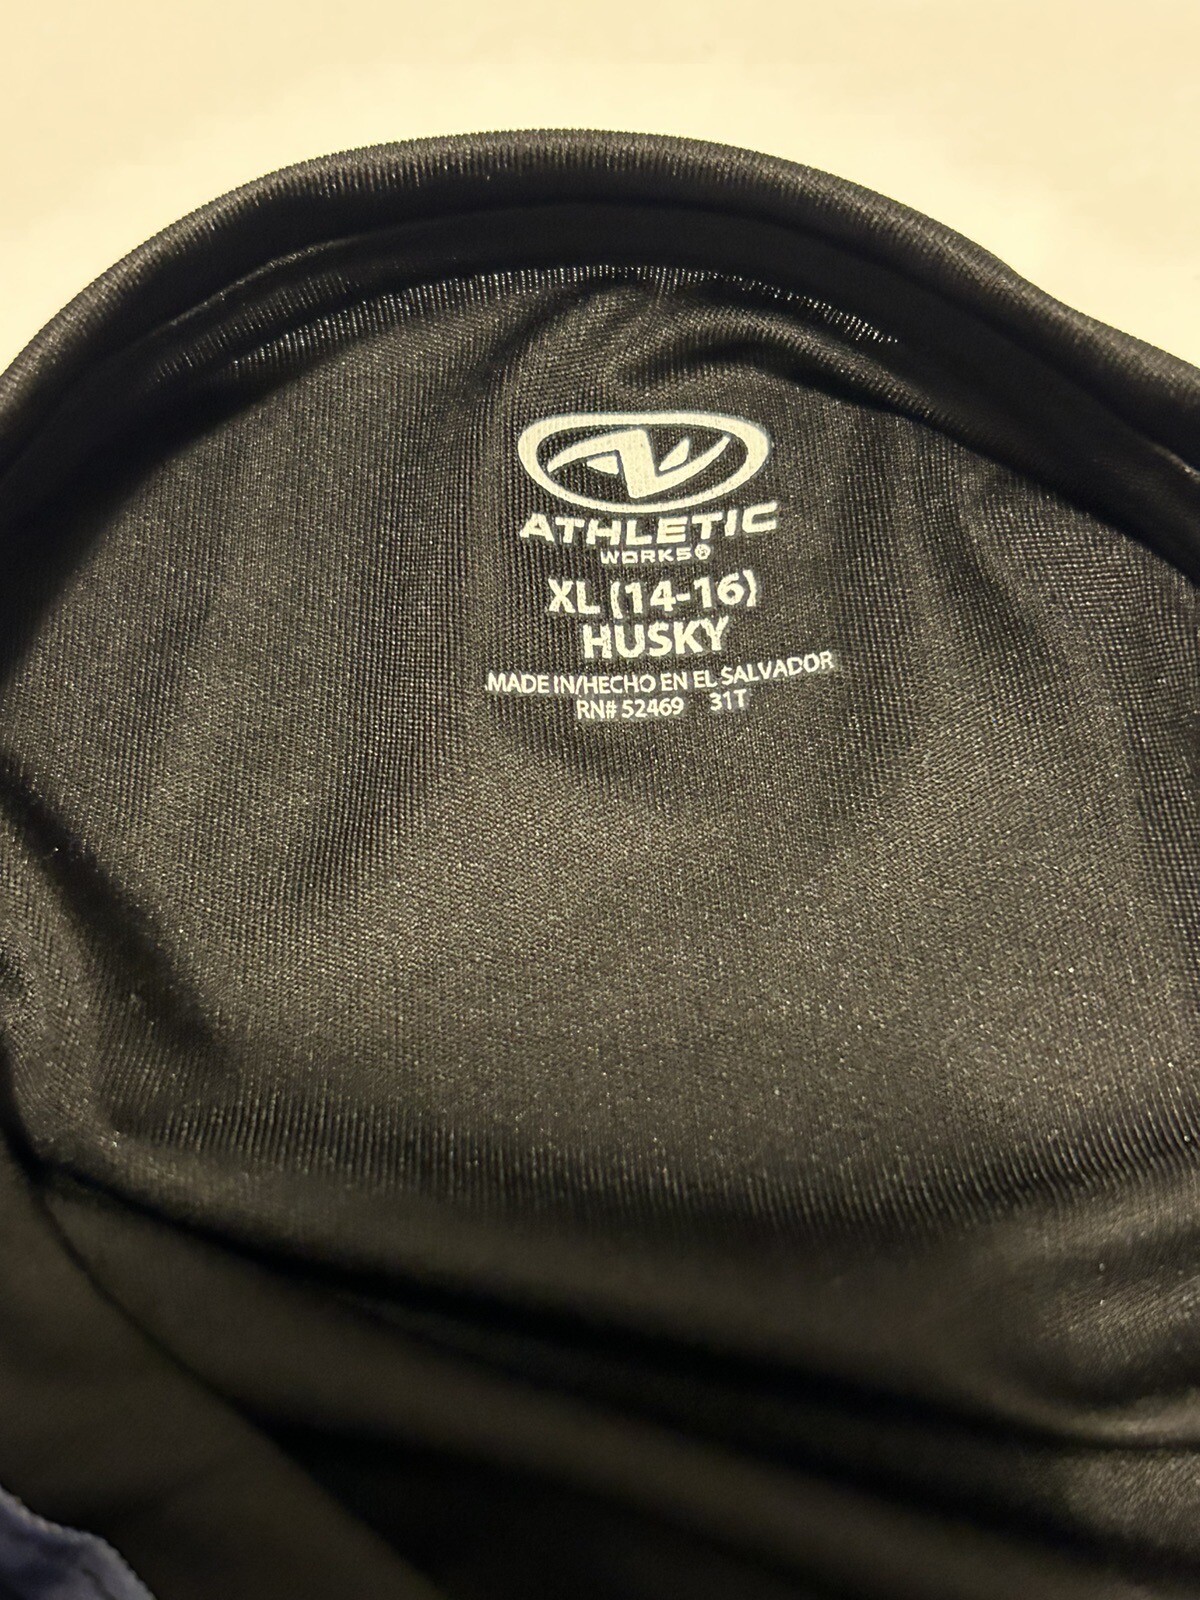 ATHLETIC
WORKS®
XL (14-16)
HUSKY
MADE IN/HECHO EN EL SALVADOR
RN# 52469 31T